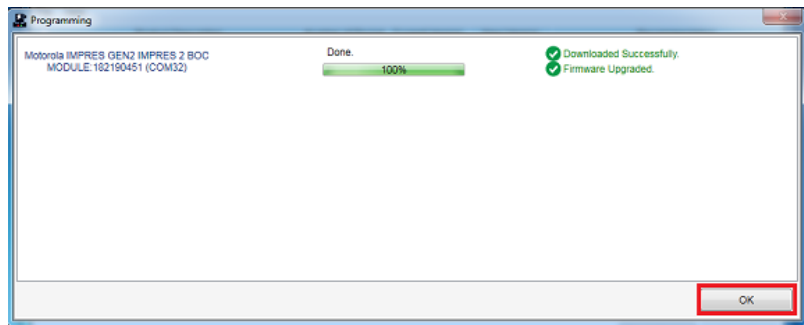 Programming
Motorola IMPRES GEN2 IMPRES 2 BOC
MODULE:182190451 (COM32)
Done.
100%
Downloaded Successfully.
Firmware Upgraded.
OK